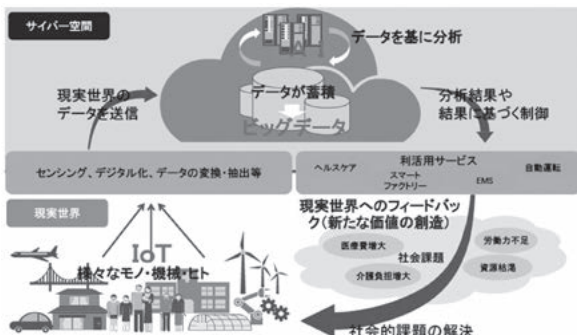 サイバー空間
データを基に分析
現実世界の
データを送信
データが蓄積
ビッグデータ
分析結果や
結果に基づく制御
センシング、デジタル化、データの変換・抽出等
ヘルスケア
利活用サービス
自動運転
スマート
ファクトリー
EMS
現実世界
現実世界へのフィードバッ
ク(新たな価値の創造)
IoT
様々なモノ・機械・ヒト
医療費増大
労働力不足
社会課題
介護負担増大
資源枯渇
社会的課題の解決